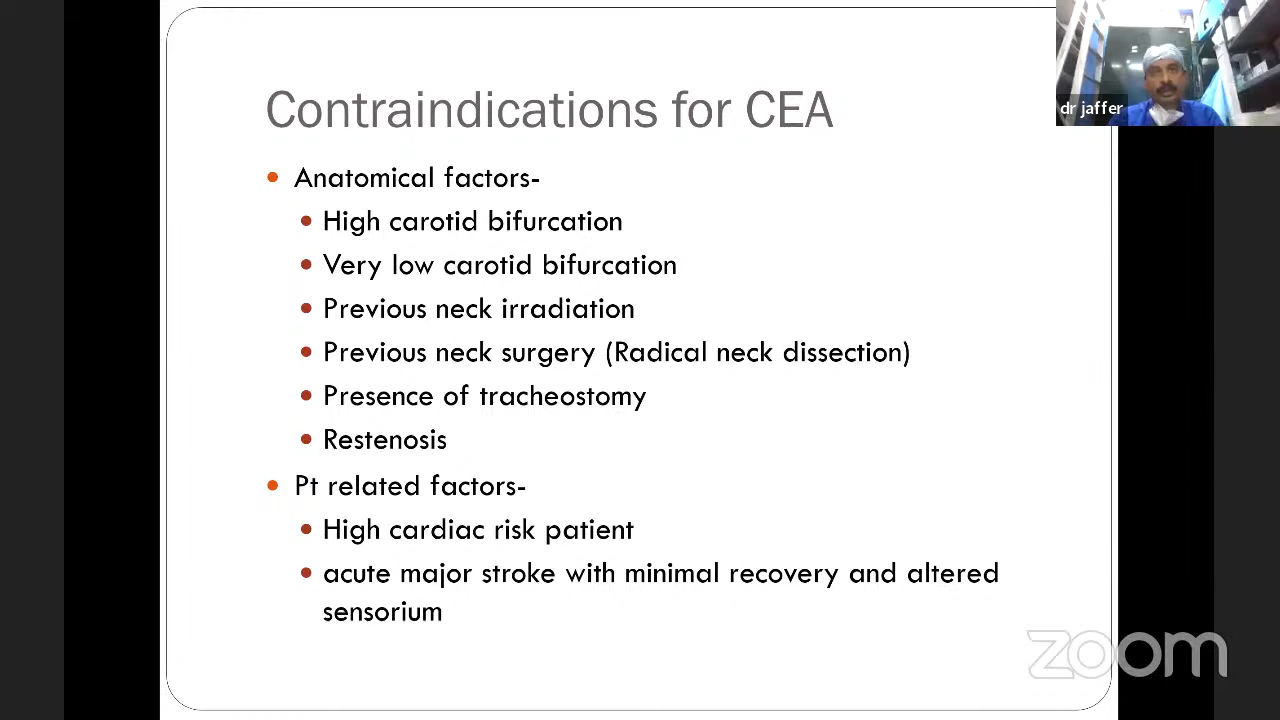 Contraindications for CEA
dr jaffer
Anatomical factors-
High carotid bifurcation
Very low carotid bifurcation
Previous neck irradiation
Previous neck surgery (Radical neck dissection)
Presence of tracheostomy
Restenosis
Pt related factors-
High cardiac risk patient
acute major stroke with minimal recovery and altered
sensorium
zoom